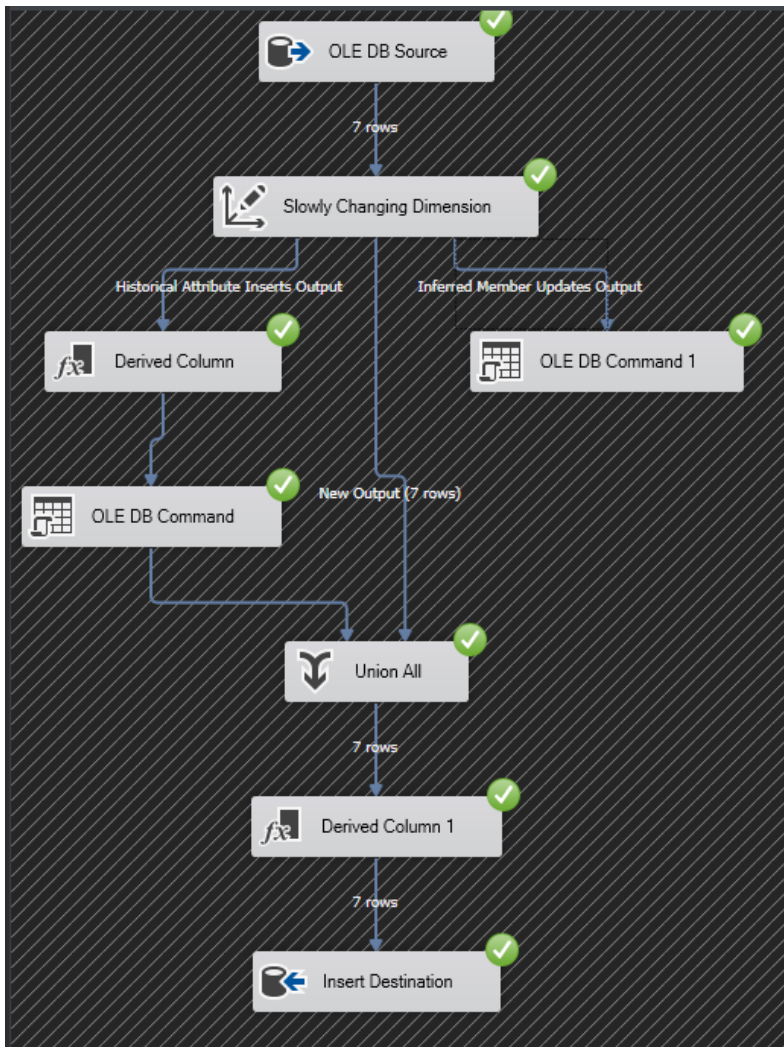 OLE DB Source
7 rows
Slowly Changing Dimension
Historical Attribute Inserts Output
Inferred Member Updates Output
fx
Derived Column
OLE DB Command 1
New Output (7 rows)
OLE DB Command
Union All
7 rows
fx
Derived Column 1
7 rows
Insert Destination